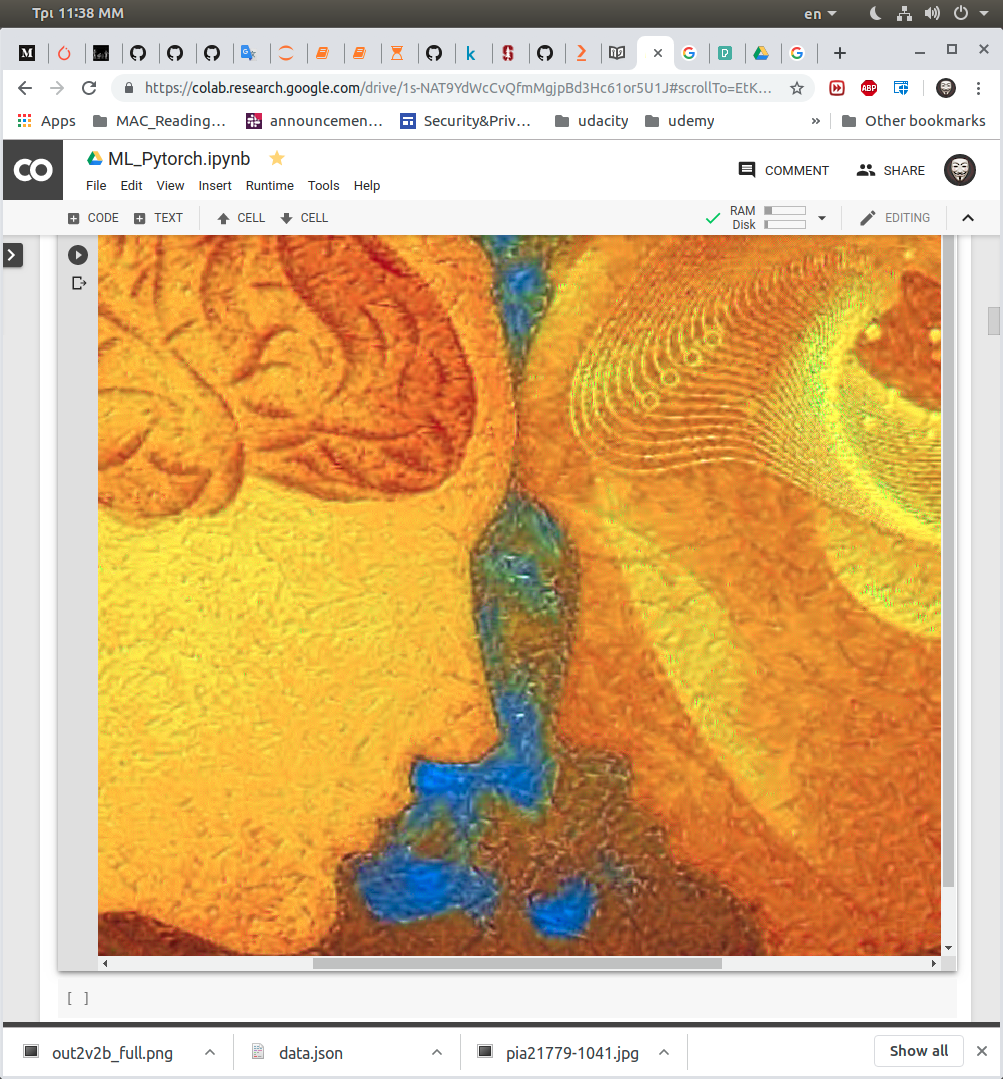 Τρι 11:38 ΜΜ
en
https://colab.research.google.com/drive/1s-NAT9YdWcCvQfmMgjpBd3Hc61or5U1J#scrollTo=EtK...
ABP
Apps MAC_Reading... announcemen... Security&Priv... udacity udemy » Other bookmarks
CO ML_Pytorch.ipynb
COMMENT SHARE
File Edit View Insert Runtime Tools Help
CODE TEXT CELL CELL RAM Disk EDITING
[ ]
out2v2b_full.png data.json pia21779-1041.jpg Show all